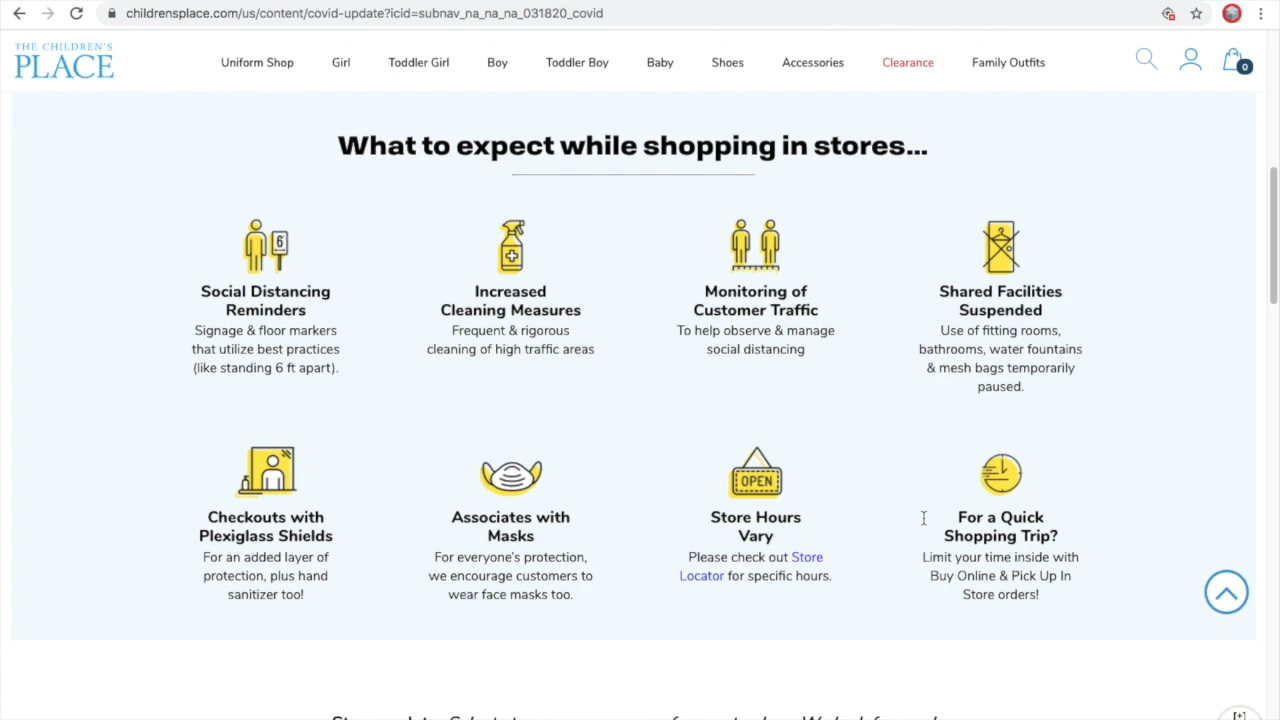 childrensplace.com/us/content/covid-update?icid=subnav_na_na_na_031820_covid
THE CHILDREN'S
PLACE
Uniform Shop Girl Toddler Girl Boy Toddler Boy Baby Shoes Accessories Clearance Family Outfits
0
What to expect while shopping in stores...
6
Social Distancing
Reminders
Signage & floor markers
that utilize best practices
(like standing 6 ft apart).
Increased
Cleaning Measures
Frequent & rigorous
cleaning of high traffic areas
Monitoring of
Customer Traffic
To help observe & manage
social distancing
Shared Facilities
Suspended
Use of fitting rooms,
bathrooms, water fountains
& mesh bags temporarily
paused.
Checkouts with
Plexiglass Shields
For an added layer of
protection, plus hand
sanitizer too!
Associates with
Masks
For everyone's protection,
we encourage customers to
wear face masks too.
OPEN
Store Hours
Vary
Please check out Store
Locator for specific hours.
For a Quick
Shopping Trip?
Limit your time inside with
Buy Online & Pick Up In
Store orders!